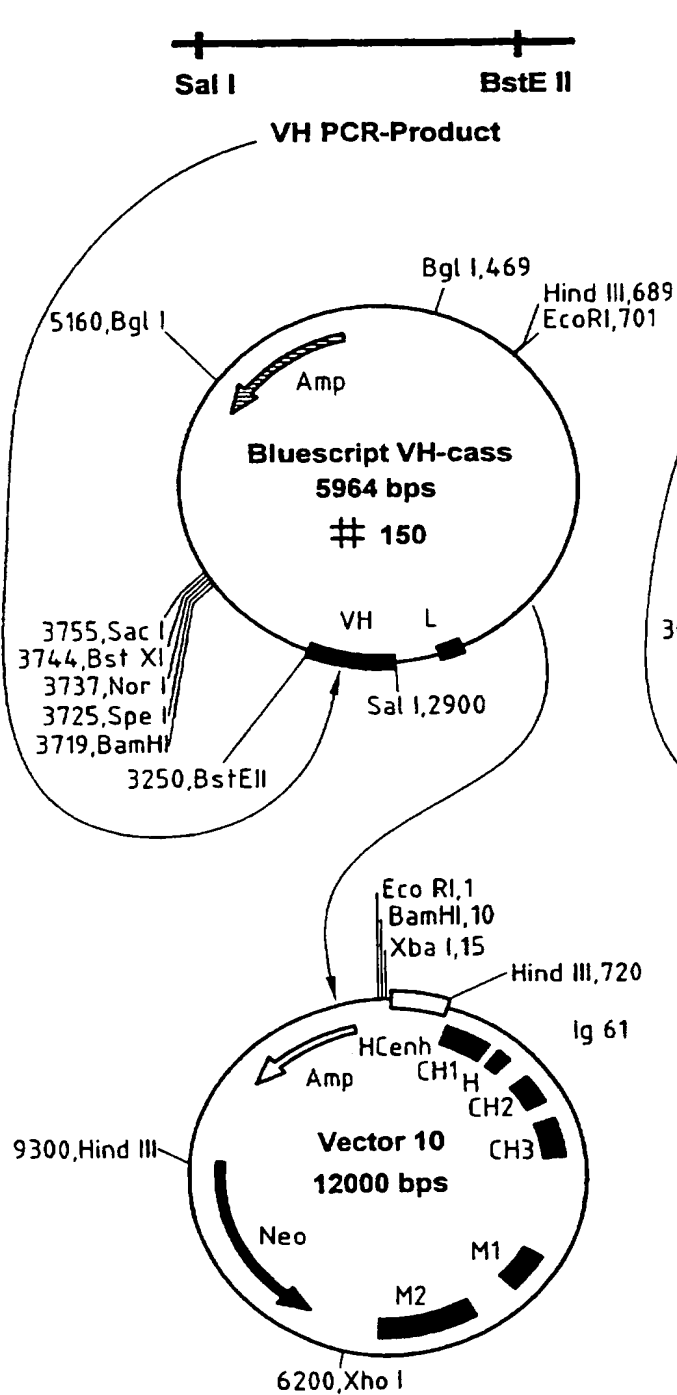 Sal I
BstE II
VH PCR-Product
Bgl I,469
Hind III,689
EcoRI,701
5160,Bgl I
Amp
Bluescript VH-cass
5964 bps
# 150
VH
L
3755,Sac I
3744,Bst XI
3737,Nor I
3725,Spe I
3719,BamHI
Sal I,2900
3250,BstEII
3
Eco RI,1
BamHI,10
Xba I,15
Hind III,720
Ig 61
HCenh
CH1
H
Amp
CH2
CH3
Vector 10
12000 bps
9300,Hind III
Neo
M1
M2
6200,Xho I